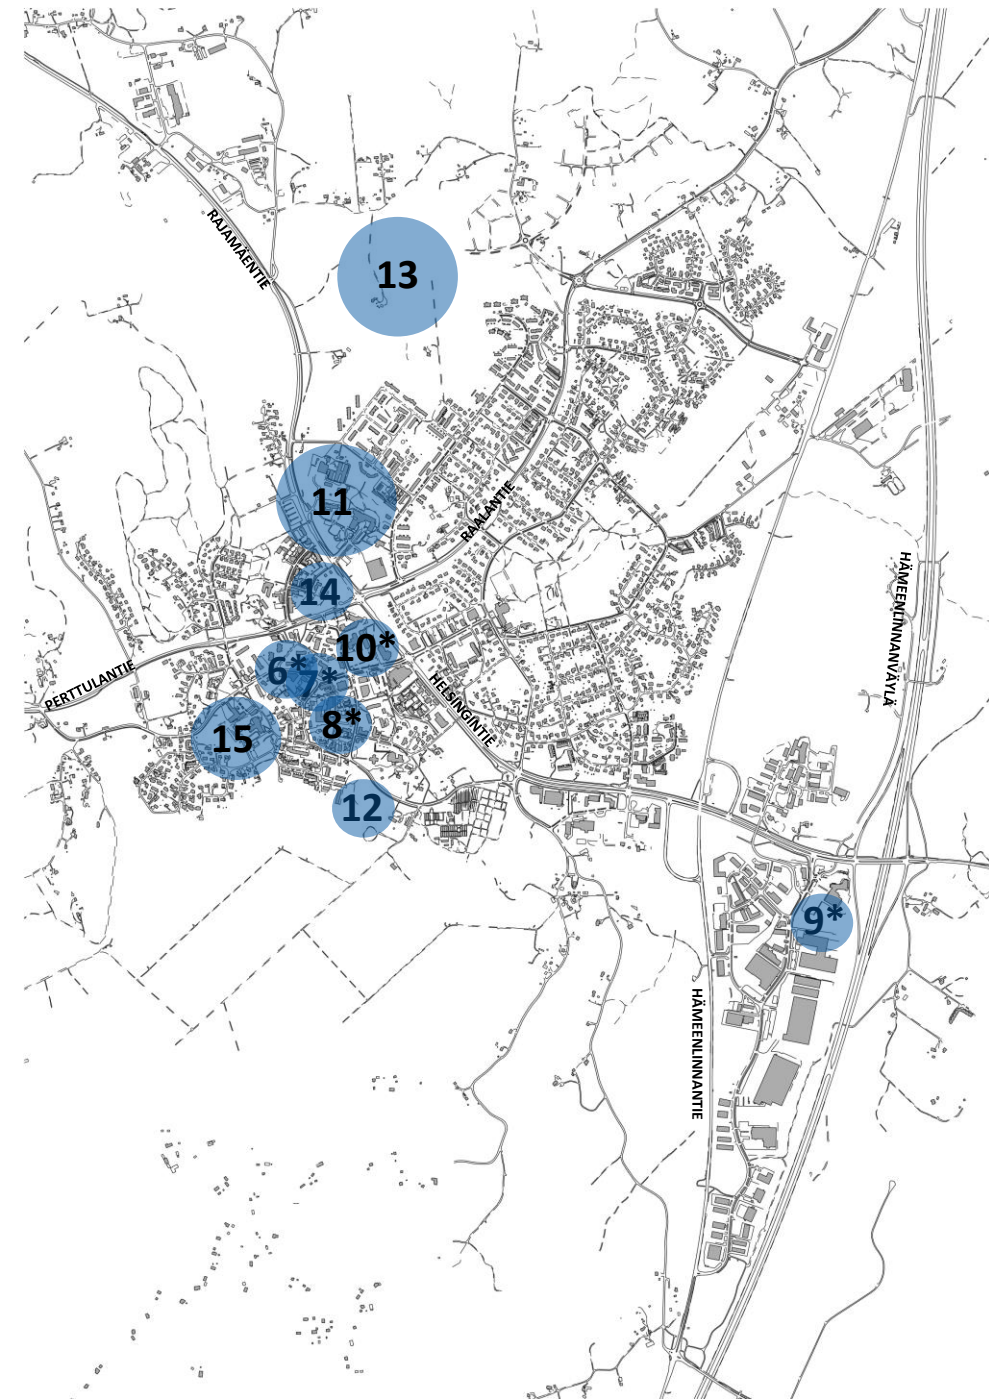 RAJAMÄENTIE
13
11
RAALANTIE
14
HÄMEENLINNANVÄYLÄ
10*
6*
7*
PERTTULANTIE
HELSINGINTIE
8*
15
12
9*
HÄMEENLINNANTIE